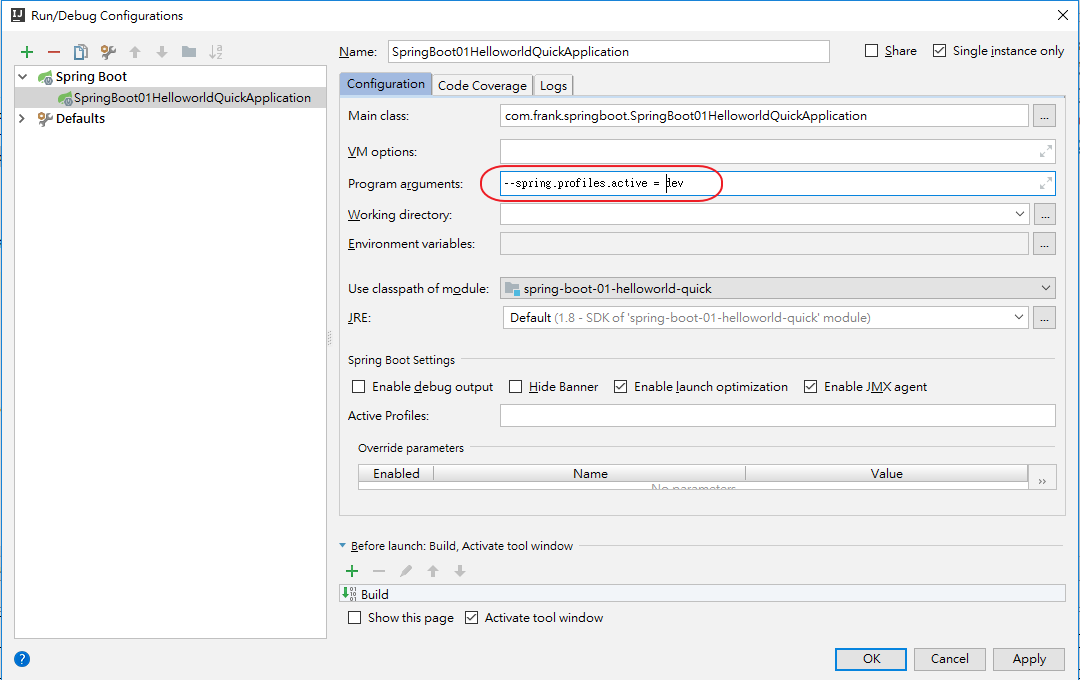 Run/Debug Configurations
Name: SpringBoot01HelloworldQuickApplication
Share
Single instance only
Spring Boot
SpringBoot01HelloworldQuickApplication
Defaults
Configuration Code Coverage Logs
Main class: com.frank.springboot.SpringBoot01HelloworldQuickApplication ...
VM options:
Program arguments: --spring.profiles.active = dev
Working directory: ...
Environment variables: ...
Use classpath of module: spring-boot-01-helloworld-quick
JRE: Default (1.8 - SDK of 'spring-boot-01-helloworld-quick' module) ...
Spring Boot Settings
Enable debug output Hide Banner Enable launch optimization Enable JMX agent
Active Profiles:
Override parameters
Enabled Name Value
No parameters
Before launch: Build, Activate tool window
Build
Show this page Activate tool window
OK Cancel Apply